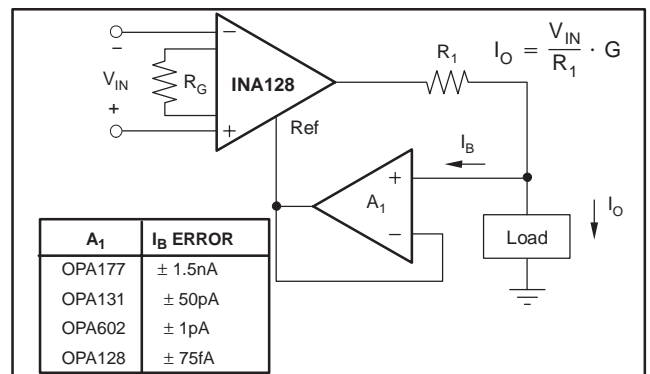 −
V_IN
+
R_G
−
INA128
+
Ref
R_1
I_O = V_IN / R_1 · G
I_B
+
A_1
−
Load
I_O
A_1 I_B ERROR
OPA177 ± 1.5nA
OPA131 ± 50pA
OPA602 ± 1pA
OPA128 ± 75fA